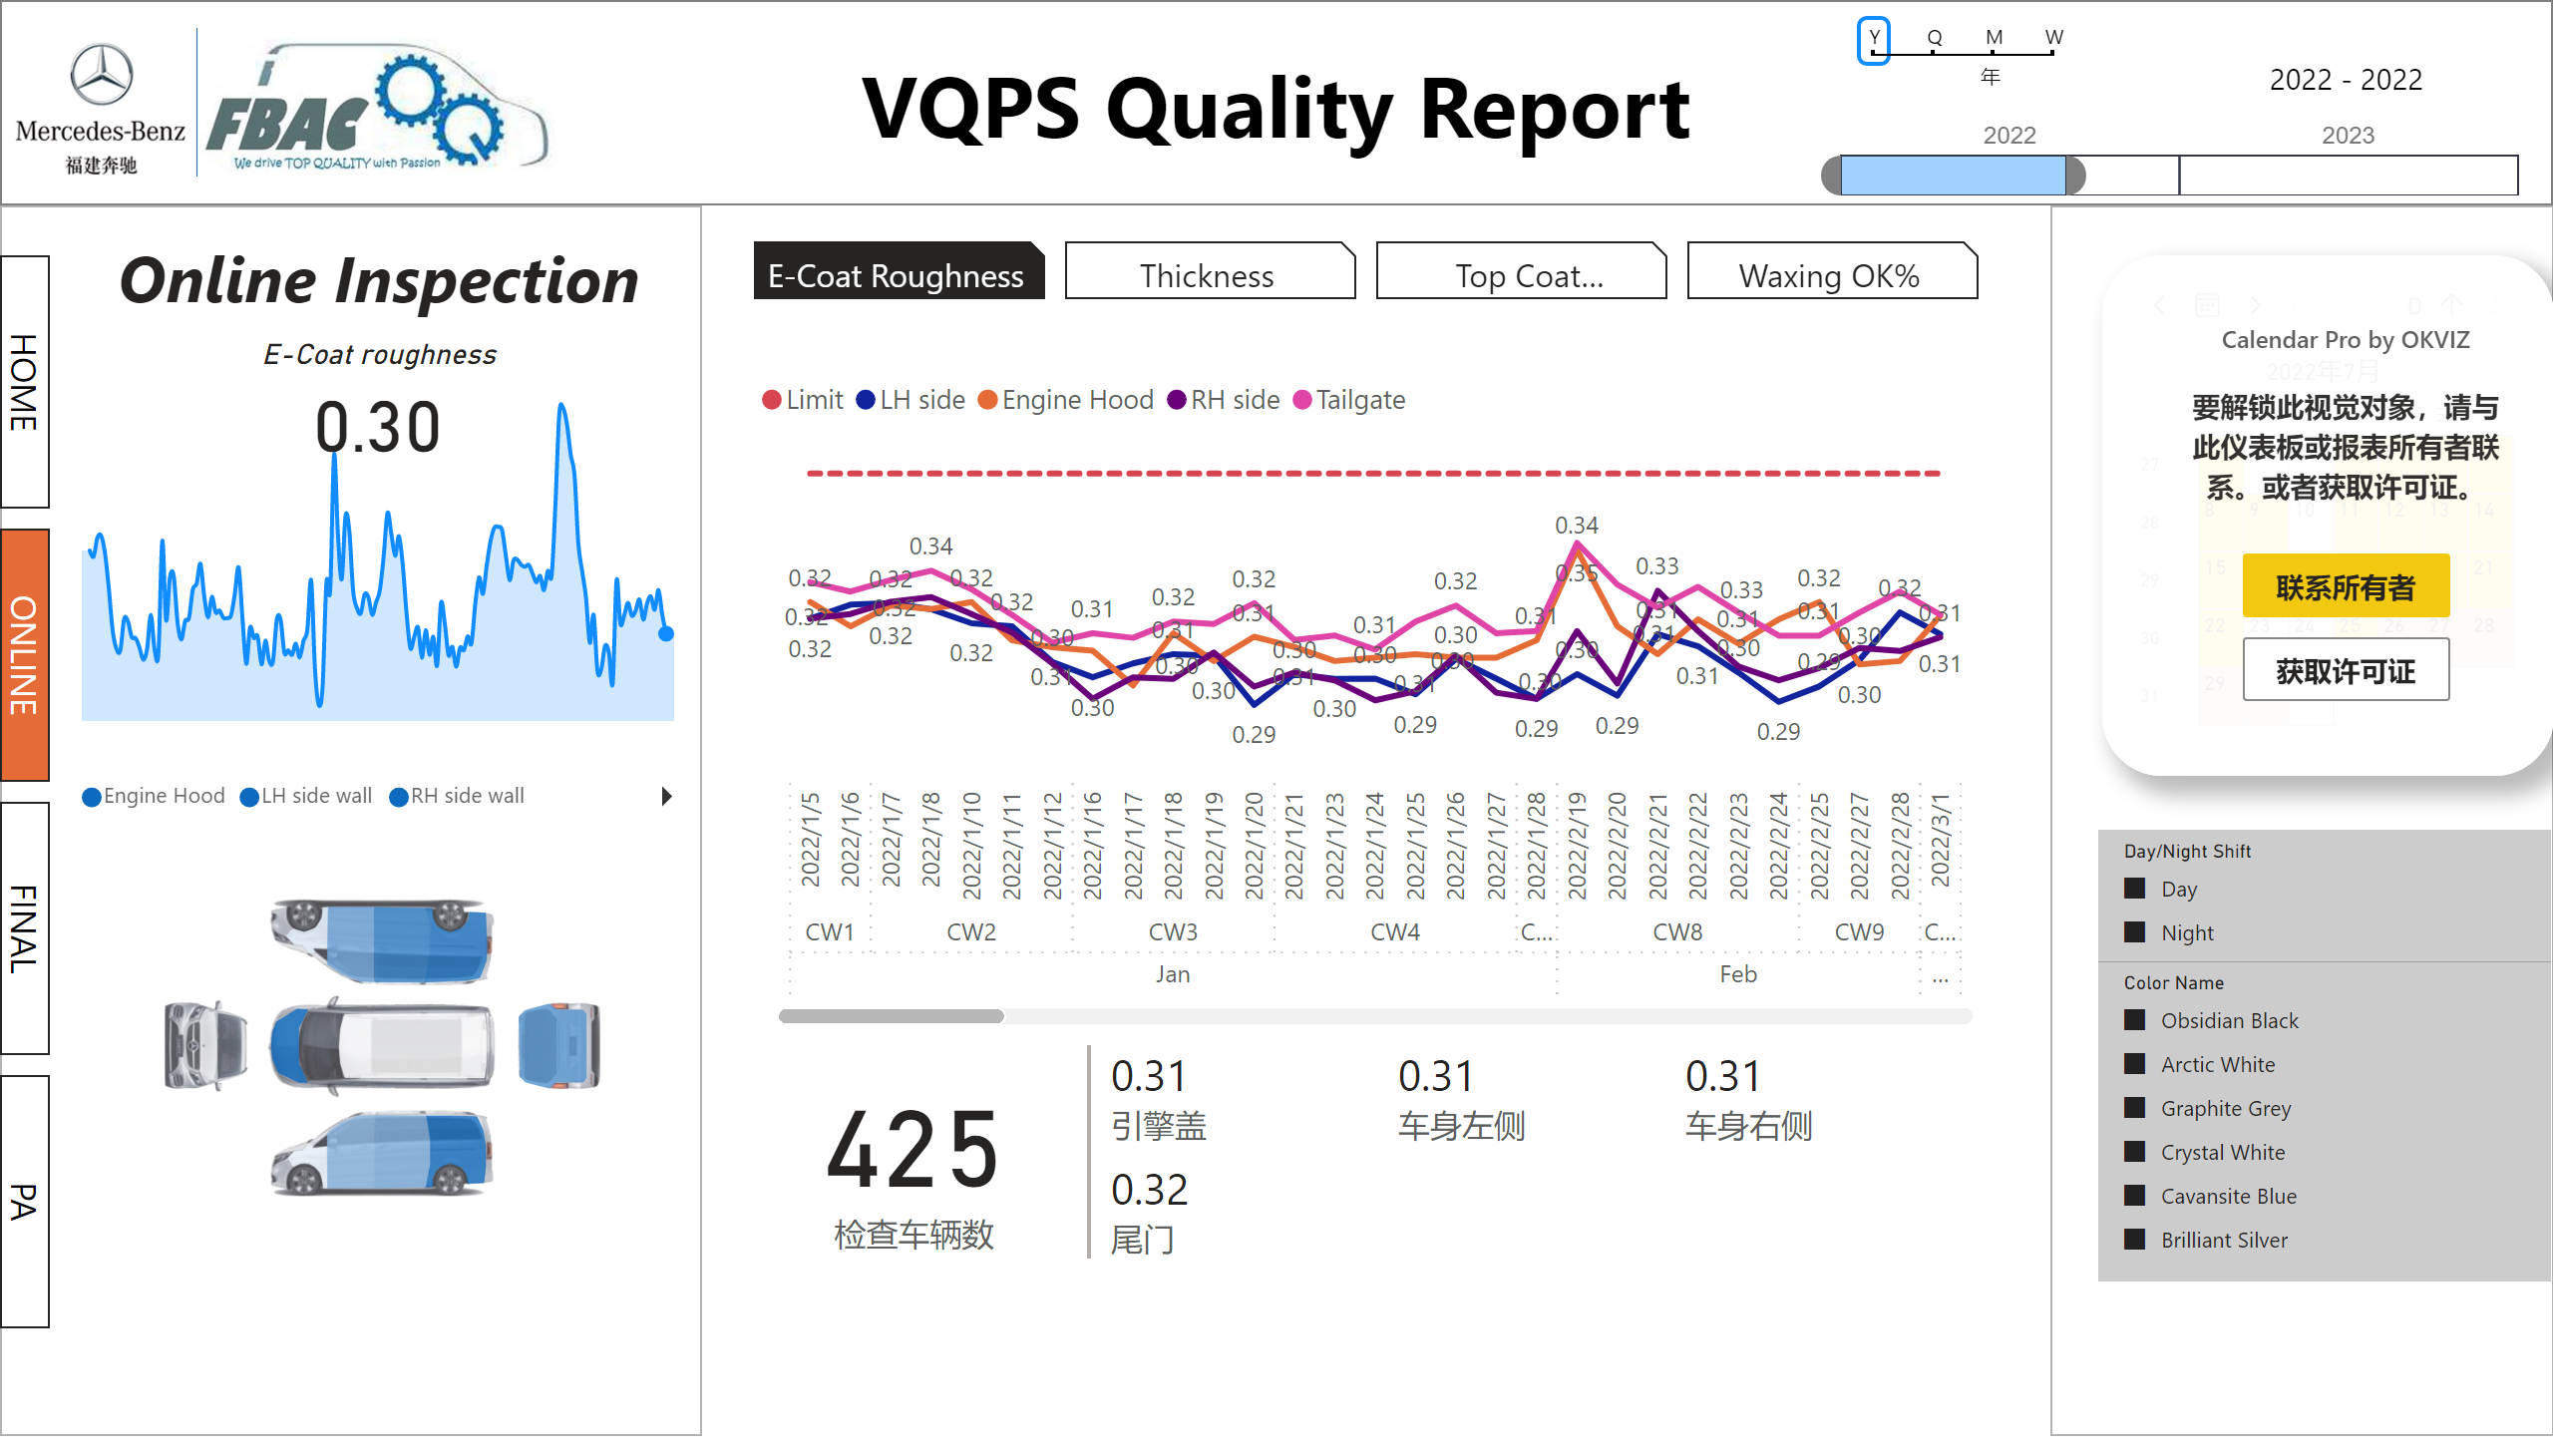 Mercedes-Benz
福建奔驰
FBAC
We drive TOP QUALITY with Passion
VQPS Quality Report
Y Q M W
年
2022 - 2022
2022 2023
HOME
ONLINE
FINAL
PA
Online Inspection
E-Coat roughness
0.30
Engine Hood LH side wall RH side wall
E-Coat Roughness
Thickness
Top Coat...
Waxing OK%
Limit LH side Engine Hood RH side Tailgate
0.34
0.34
0.35
0.33
0.33
0.32 0.32 0.32 0.32 0.32 0.32 0.32
0.32 0.31 0.32 0.31 0.31 0.31 0.31 0.31 0.32 0.31
0.32 0.32 0.32 0.32
0.30 0.31 0.30 0.31 0.30 0.30 0.30 0.30 0.31 0.30 0.30
0.31 0.30 0.30 0.31 0.31 0.30 0.31 0.29 0.30 0.31
0.30 0.29 0.30 0.29 0.29 0.29 0.29
2022/1/5
2022/1/6
2022/1/7
2022/1/8
2022/1/10
2022/1/11
2022/1/12
2022/1/16
2022/1/17
2022/1/18
2022/1/19
2022/1/20
2022/1/21
2022/1/23
2022/1/24
2022/1/25
2022/1/26
2022/1/27
2022/1/28
2022/2/19
2022/2/20
2022/2/21
2022/2/22
2022/2/23
2022/2/24
2022/2/25
2022/2/27
2022/2/28
2022/3/1
CW1 CW2 CW3 CW4 C... CW8 CW9 C...
Jan Feb ...
425
检查车辆数
0.31
引擎盖
0.31
车身左侧
0.31
车身右侧
0.32
尾门
Calendar Pro by OKVIZ
2022年7月
要解锁此视觉对象，请与
此仪表板或报表所有者联
系。或者获取许可证。
联系所有者
获取许可证
Day/Night Shift
Day
Night
Color Name
Obsidian Black
Arctic White
Graphite Grey
Crystal White
Cavansite Blue
Brilliant Silver